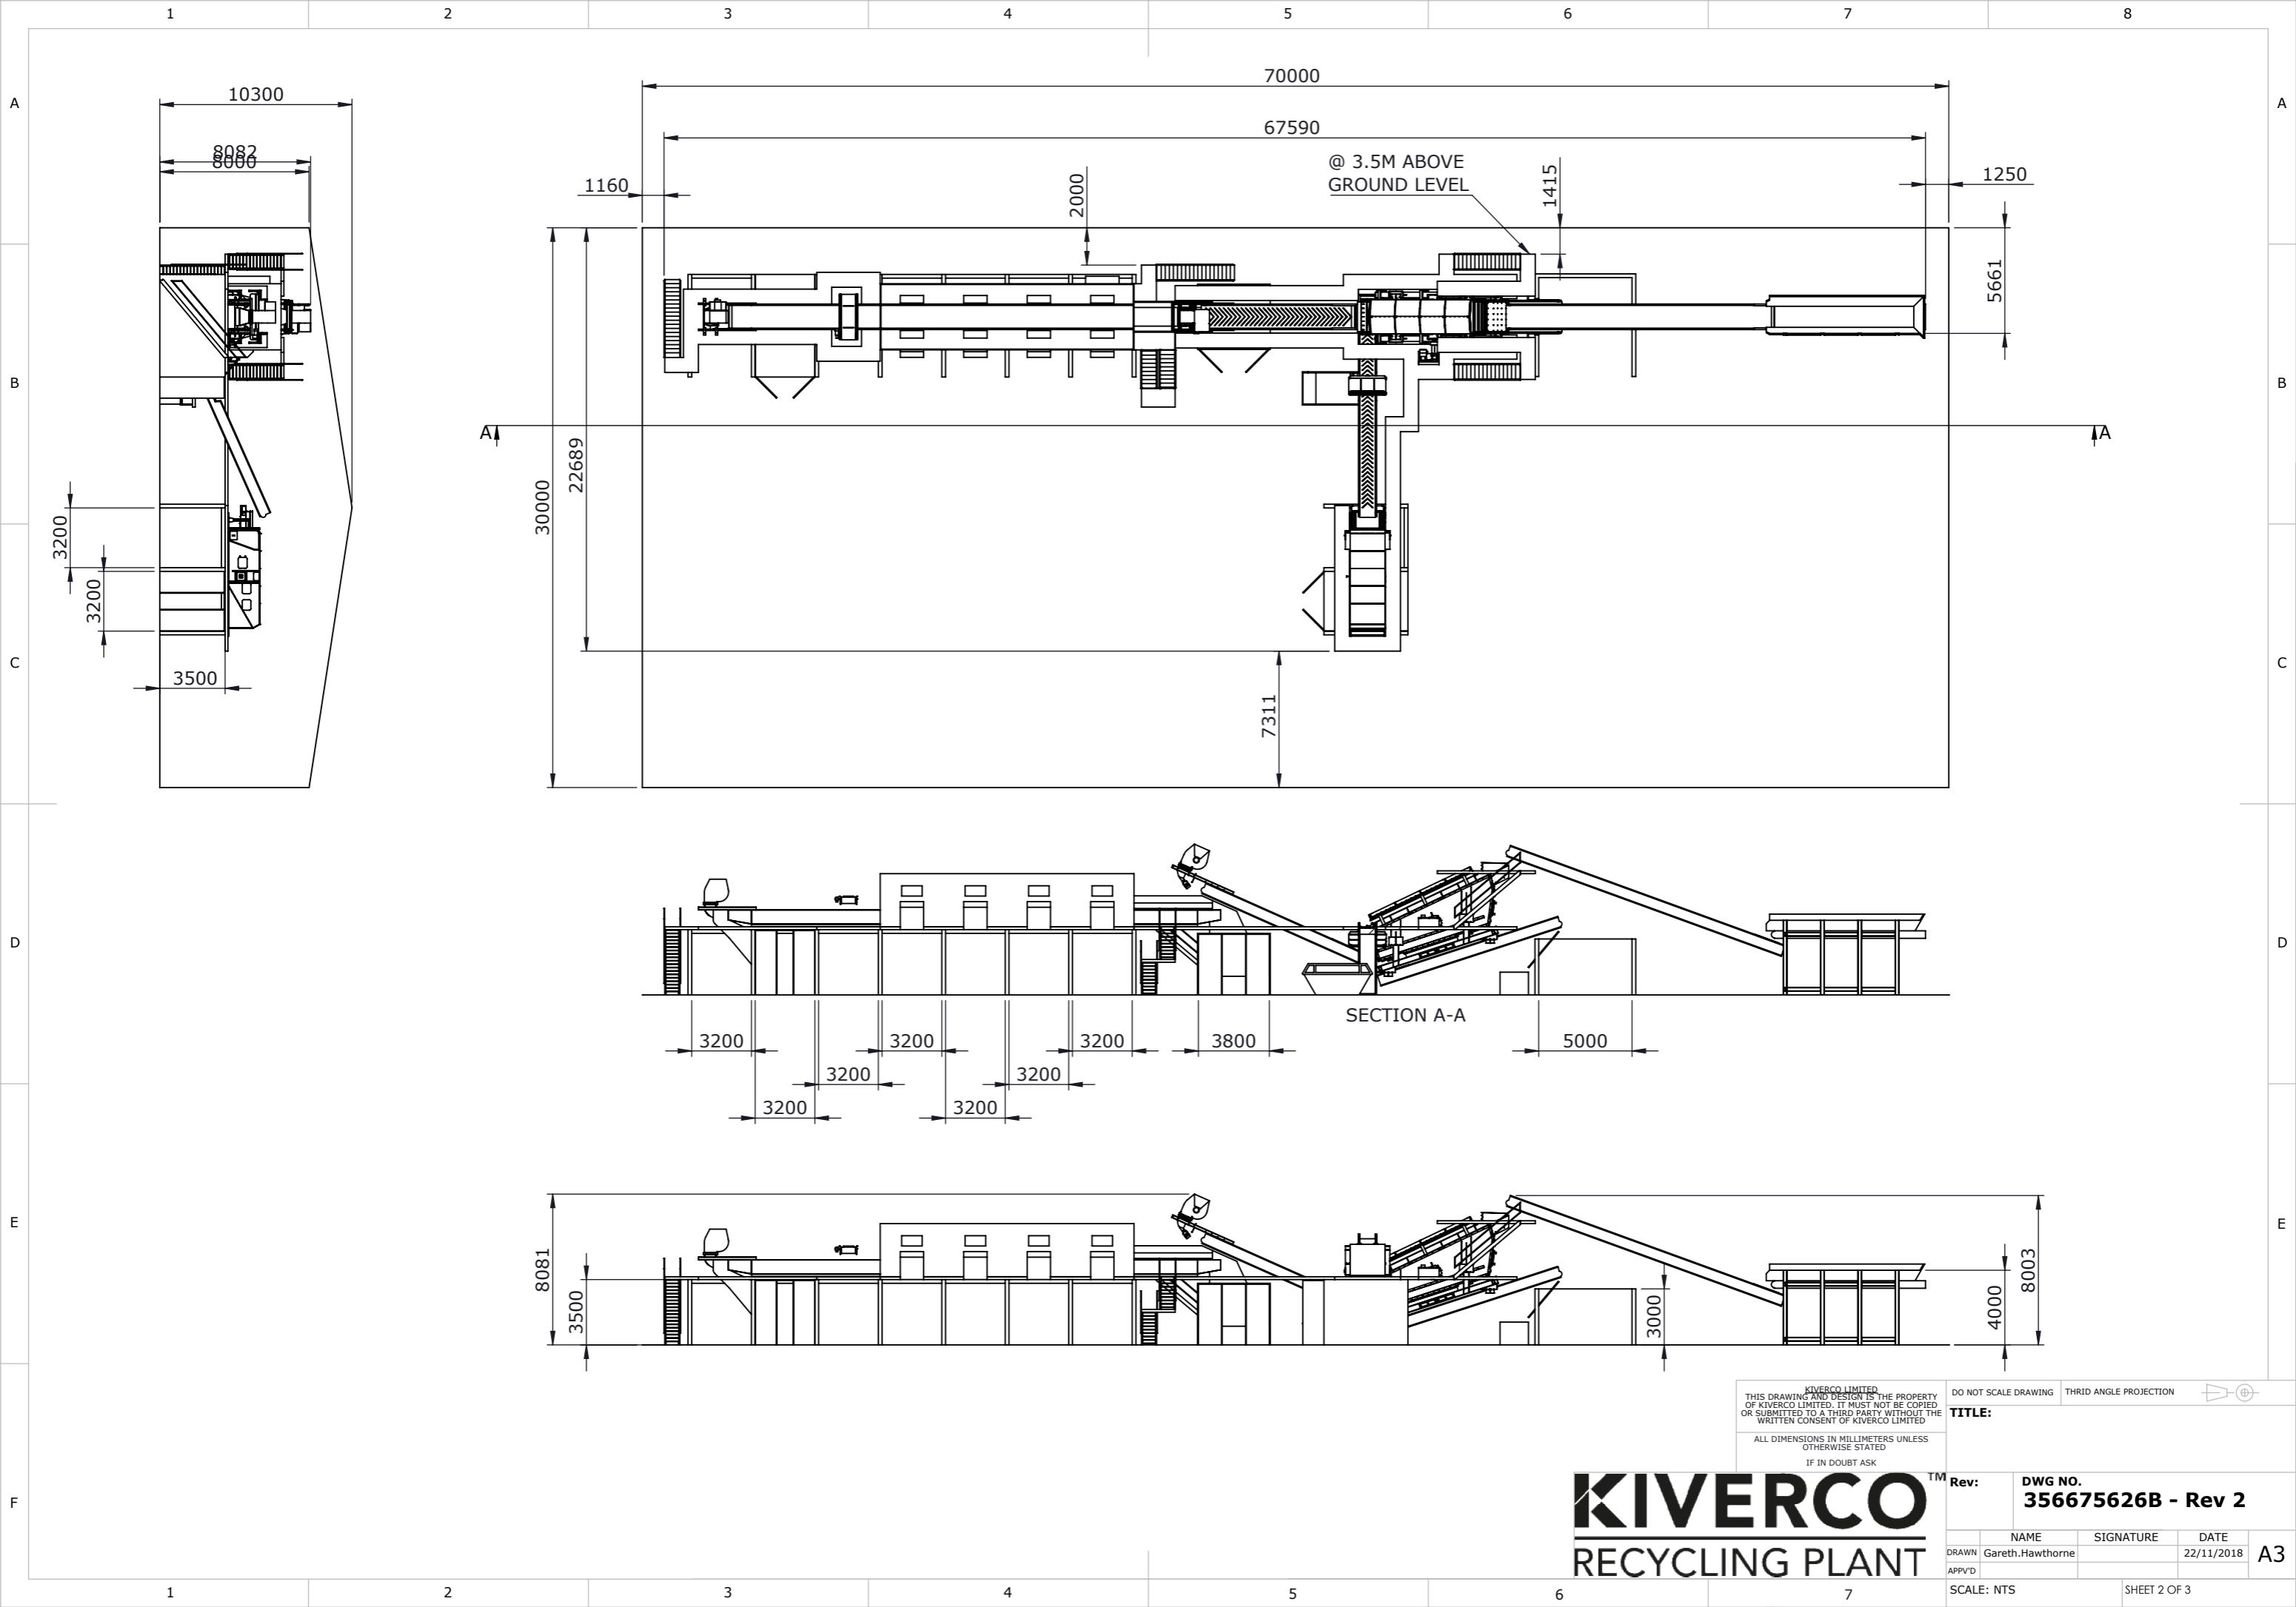 1 2 3 4 5 6 7 8
A A
B B
C C
D D
E E
F
10300
8082
8000
3200
3200
3500
70000
67590
@ 3.5M ABOVE
GROUND LEVEL
1160
2000
1415
1250
5661
A A
22689
30000
7311
SECTION A-A
3200 3200 3200 3800 5000
3200 3200
3200 3200
8081
3500
3000
4000
8003
KIVERCO LIMITED
THIS DRAWING AND DESIGN IS THE PROPERTY
OF KIVERCO LIMITED. IT MUST NOT BE COPIED
OR SUBMITTED TO A THIRD PARTY WITHOUT THE
WRITTEN CONSENT OF KIVERCO LIMITED
ALL DIMENSIONS IN MILLIMETERS UNLESS
OTHERWISE STATED
IF IN DOUBT ASK
DO NOT SCALE DRAWING THRID ANGLE PROJECTION
TITLE:
KIVERCO™
RECYCLING PLANT
Rev: DWG NO.
356675626B - Rev 2
NAME SIGNATURE DATE
DRAWN Gareth.Hawthorne 22/11/2018 A3
APPV'D
SCALE: NTS SHEET 2 OF 3
1 2 3 4 5 6 7